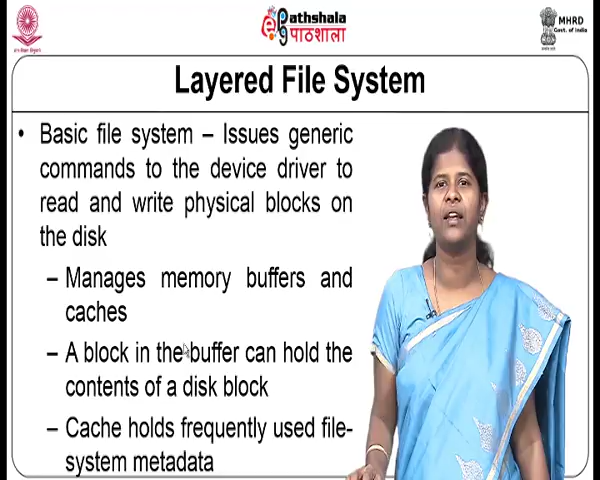 Pathshala
पाठशाला
MHRD
Govt. of India
Layered File System
• Basic file system – Issues generic
commands to the device driver to
read and write physical blocks on
the disk
– Manages memory buffers and
caches
– A block in the buffer can hold the
contents of a disk block
– Cache holds frequently used file-
system metadata